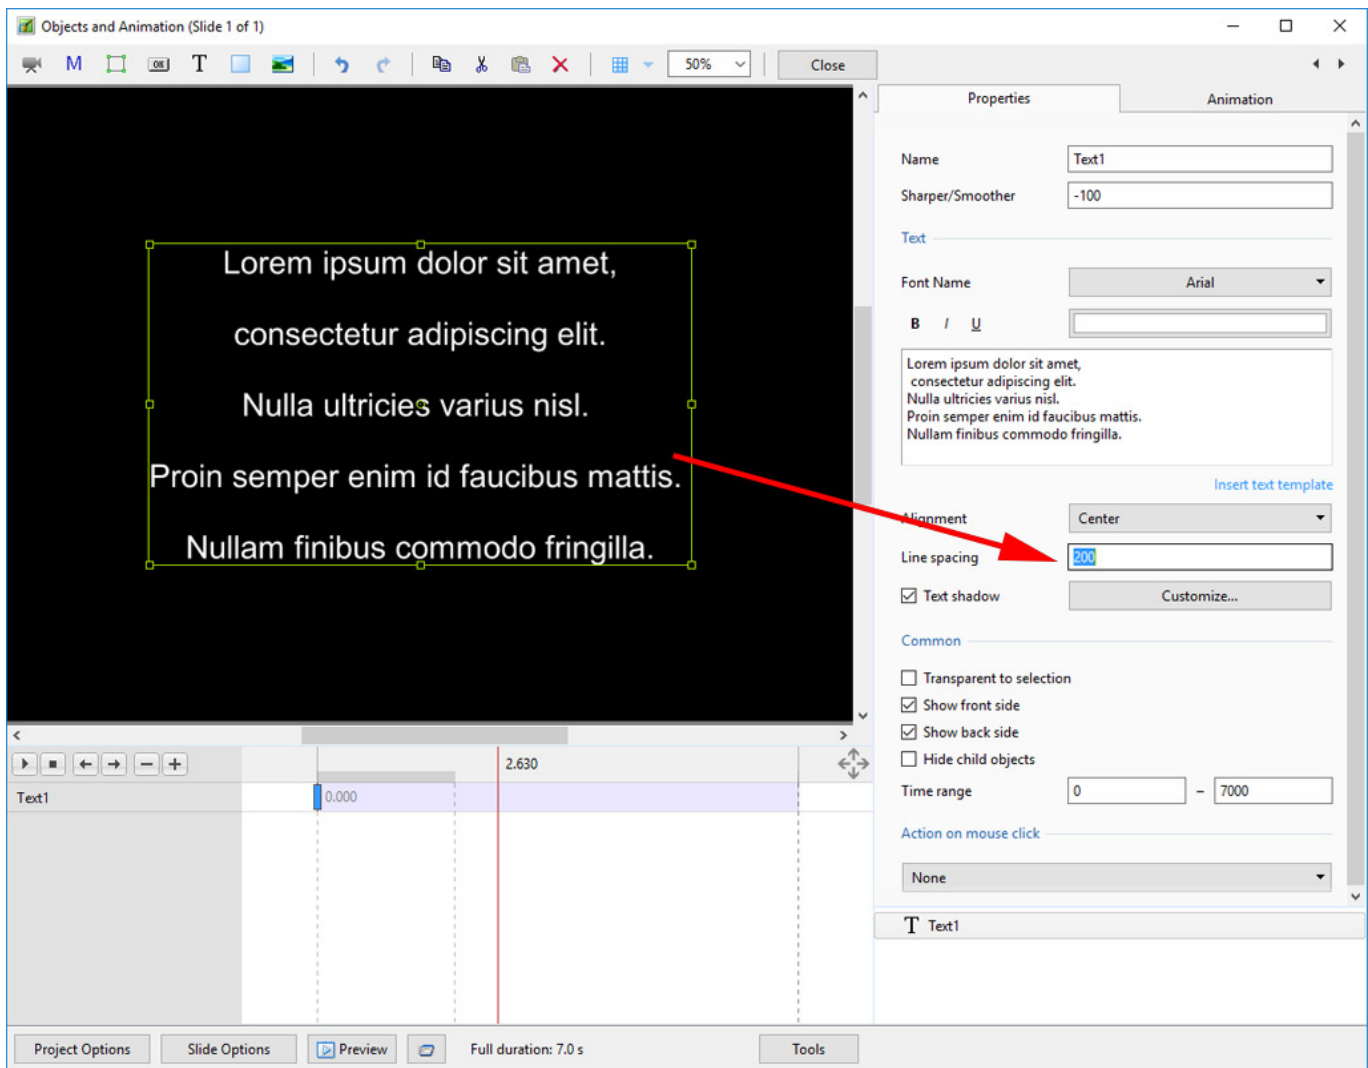 Objects and Animation (Slide 1 of 1)
M OK T 50% Close
Properties Animation
Name Text1
Sharper/Smoother -100
Text
Font Name Arial
B I U
Lorem ipsum dolor sit amet,
consectetur adipiscing elit.
Nulla ultricies varius nisl.
Proin semper enim id faucibus mattis.
Nullam finibus commodo fringilla.
Lorem ipsum dolor sit amet,
consectetur adipiscing elit.
Nulla ultricies varius nisl.
Proin semper enim id faucibus mattis.
Nullam finibus commodo fringilla.
Insert text template
Alignment Center
Line spacing 200
Text shadow Customize...
Common
Transparent to selection
Show front side
Show back side
Hide child objects
Time range 0 – 7000
Action on mouse click
None
T Text1
2.630
Text1 0.000
Project Options Slide Options Preview Full duration: 7.0 s Tools